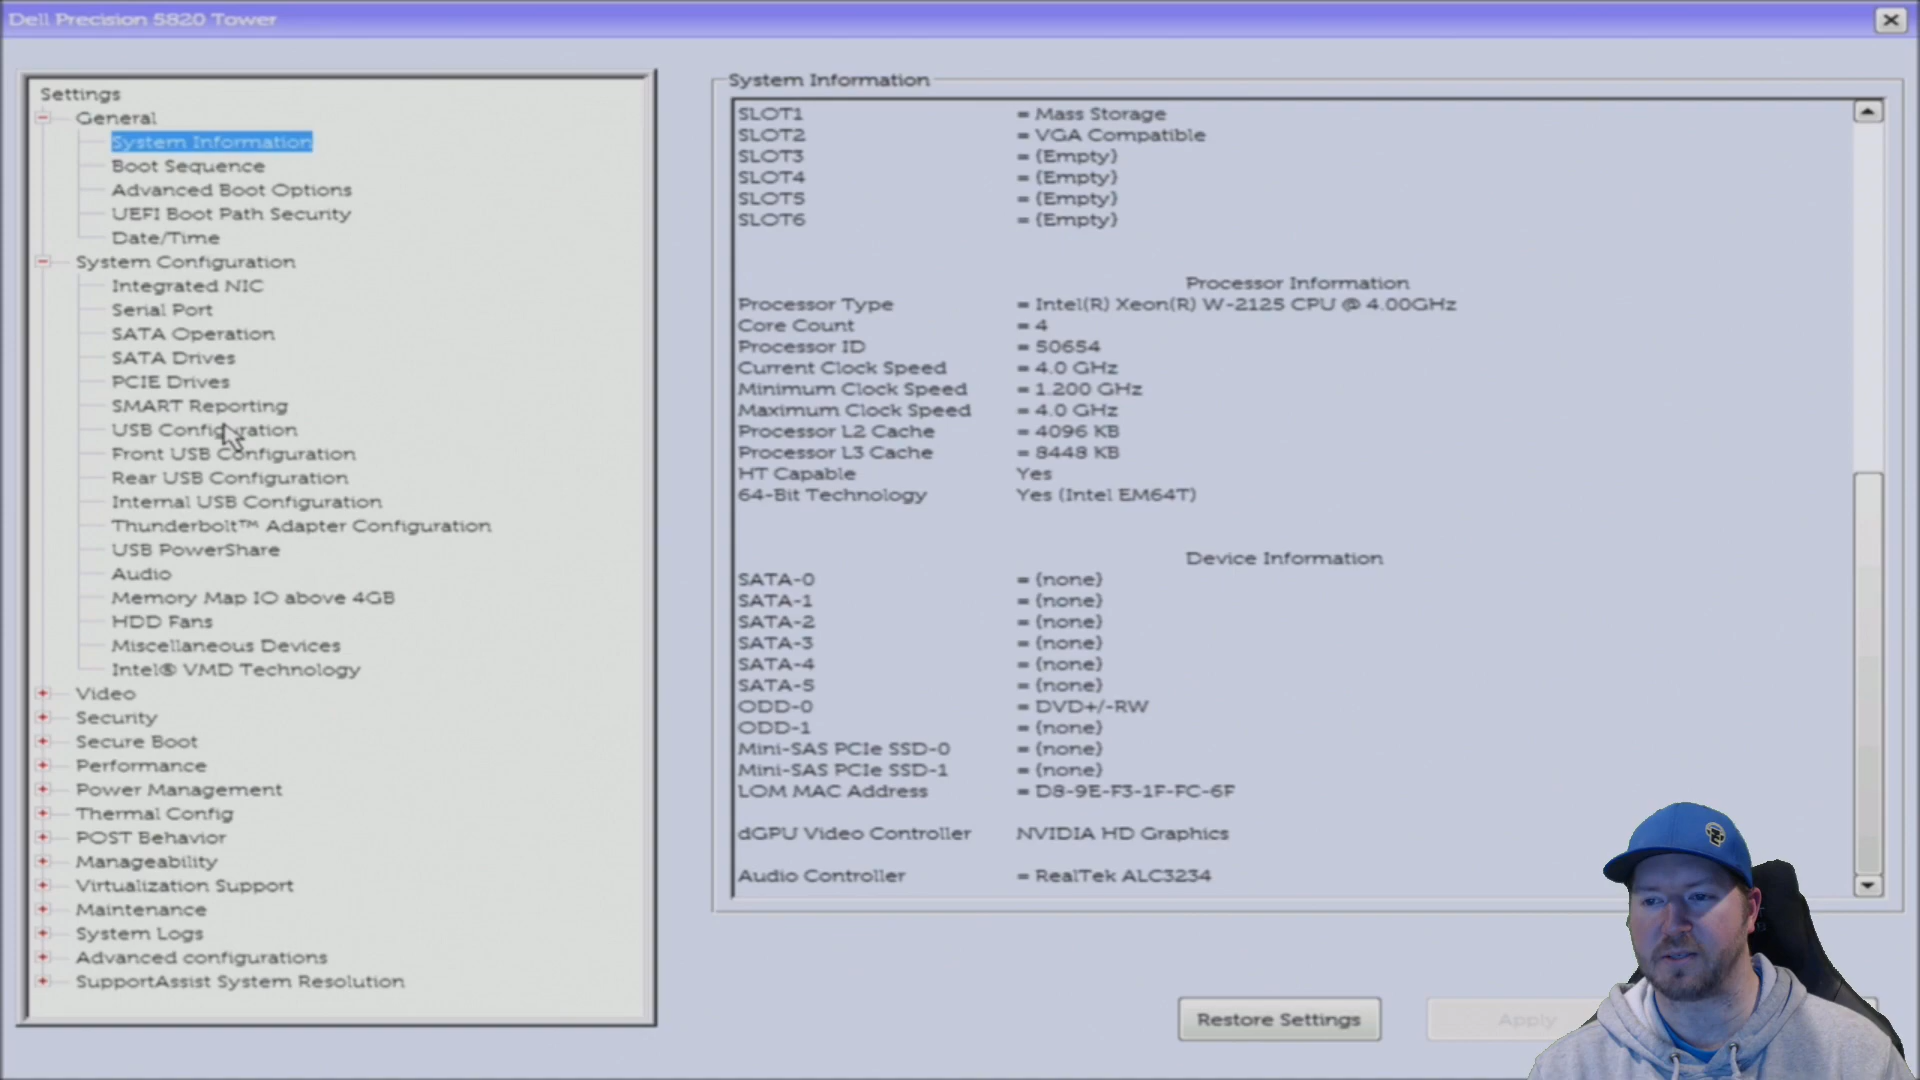 Dell Precision 5820 Tower
Settings
General
System Information
Boot Sequence
Advanced Boot Options
UEFI Boot Path Security
Date/Time
System Configuration
Integrated NIC
Serial Port
SATA Operation
SATA Drives
PCIE Drives
SMART Reporting
USB Configuration
Front USB Configuration
Rear USB Configuration
Internal USB Configuration
Thunderbolt™ Adapter Configuration
USB PowerShare
Audio
Memory Map IO above 4GB
HDD Fans
Miscellaneous Devices
Intel® VMD Technology
Video
Security
Secure Boot
Performance
Power Management
Thermal Config
POST Behavior
Manageability
Virtualization Support
Maintenance
System Logs
Advanced configurations
SupportAssist System Resolution
System Information
SLOT1 = Mass Storage
SLOT2 = VGA Compatible
SLOT3 = {Empty}
SLOT4 = {Empty}
SLOT5 = {Empty}
SLOT6 = {Empty}
Processor Information
Processor Type = Intel(R) Xeon(R) W-2125 CPU @ 4.00GHz
Core Count = 4
Processor ID = 50654
Current Clock Speed = 4.0 GHz
Minimum Clock Speed = 1.200 GHz
Maximum Clock Speed = 4.0 GHz
Processor L2 Cache = 4096 KB
Processor L3 Cache = 8448 KB
HT Capable Yes
64-Bit Technology Yes (Intel EM64T)
Device Information
SATA-0 = {none}
SATA-1 = {none}
SATA-2 = {none}
SATA-3 = {none}
SATA-4 = {none}
SATA-5 = {none}
ODD-0 = DVD+/-RW
ODD-1 = {none}
Mini-SAS PCIe SSD-0 = {none}
Mini-SAS PCIe SSD-1 = {none}
LOM MAC Address = D8-9E-F3-1F-FC-6F
dGPU Video Controller NVIDIA HD Graphics
Audio Controller = RealTek ALC3234
Restore Settings
Apply